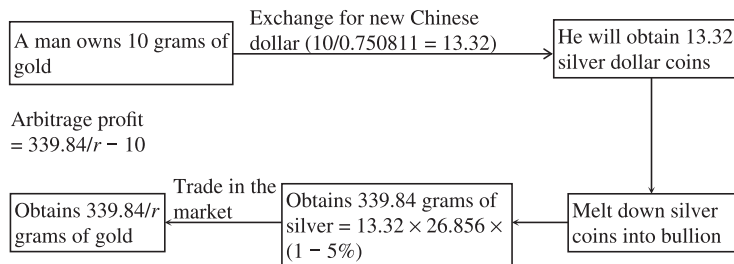 A man owns 10 grams of
gold
Exchange for new Chinese
dollar (10/0.750811 = 13.32)
He will obtain 13.32
silver dollar coins
Arbitrage profit
= 339.84/r − 10
Obtains 339.84/r
grams of gold
Trade in the
market
Obtains 339.84 grams of
silver = 13.32 × 26.856 ×
(1 − 5%)
Melt down silver
coins into bullion